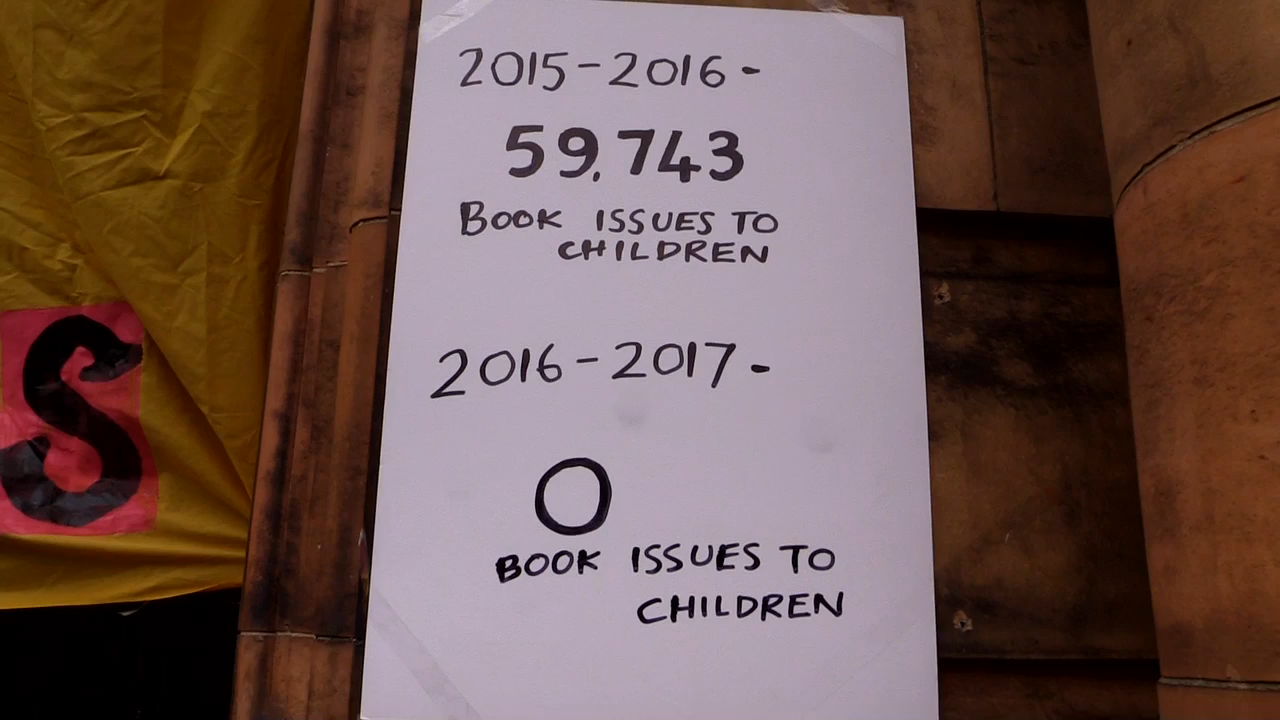 2015-2016-
59,743
BOOK ISSUES TO
CHILDREN
2016-2017-
0
BOOK ISSUES TO
CHILDREN
S